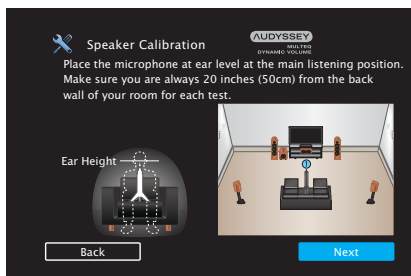 Speaker Calibration
AUDYSSEY
MULTEQ
DYNAMIC VOLUME
Place the microphone at ear level at the main listening position.
Make sure you are always 20 inches (50cm) from the back
wall of your room for each test.
Ear Height
Back
Next